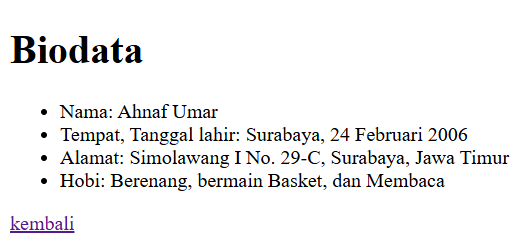 Biodata
• Nama: Ahnaf Umar
• Tempat, Tanggal lahir: Surabaya, 24 Februari 2006
• Alamat: Simolawang I No. 29-C, Surabaya, Jawa Timur
• Hobi: Berenang, bermain Basket, dan Membaca
kembali